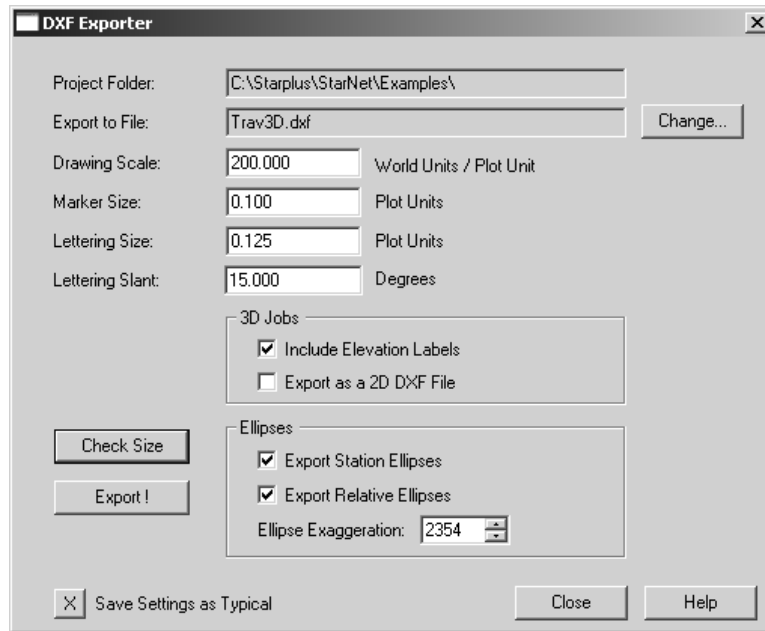 DXF Exporter
Project Folder: C:\Starplus\StarNet\Examples\
Export to File: Trav3D.dxf Change...
Drawing Scale: 200.000 World Units / Plot Unit
Marker Size: 0.100 Plot Units
Lettering Size: 0.125 Plot Units
Lettering Slant: 15.000 Degrees
3D Jobs
Include Elevation Labels
Export as a 2D DXF File
Ellipses
Check Size
Export Station Ellipses
Export ! Export Relative Ellipses
Ellipse Exaggeration: 2354
X Save Settings as Typical Close Help